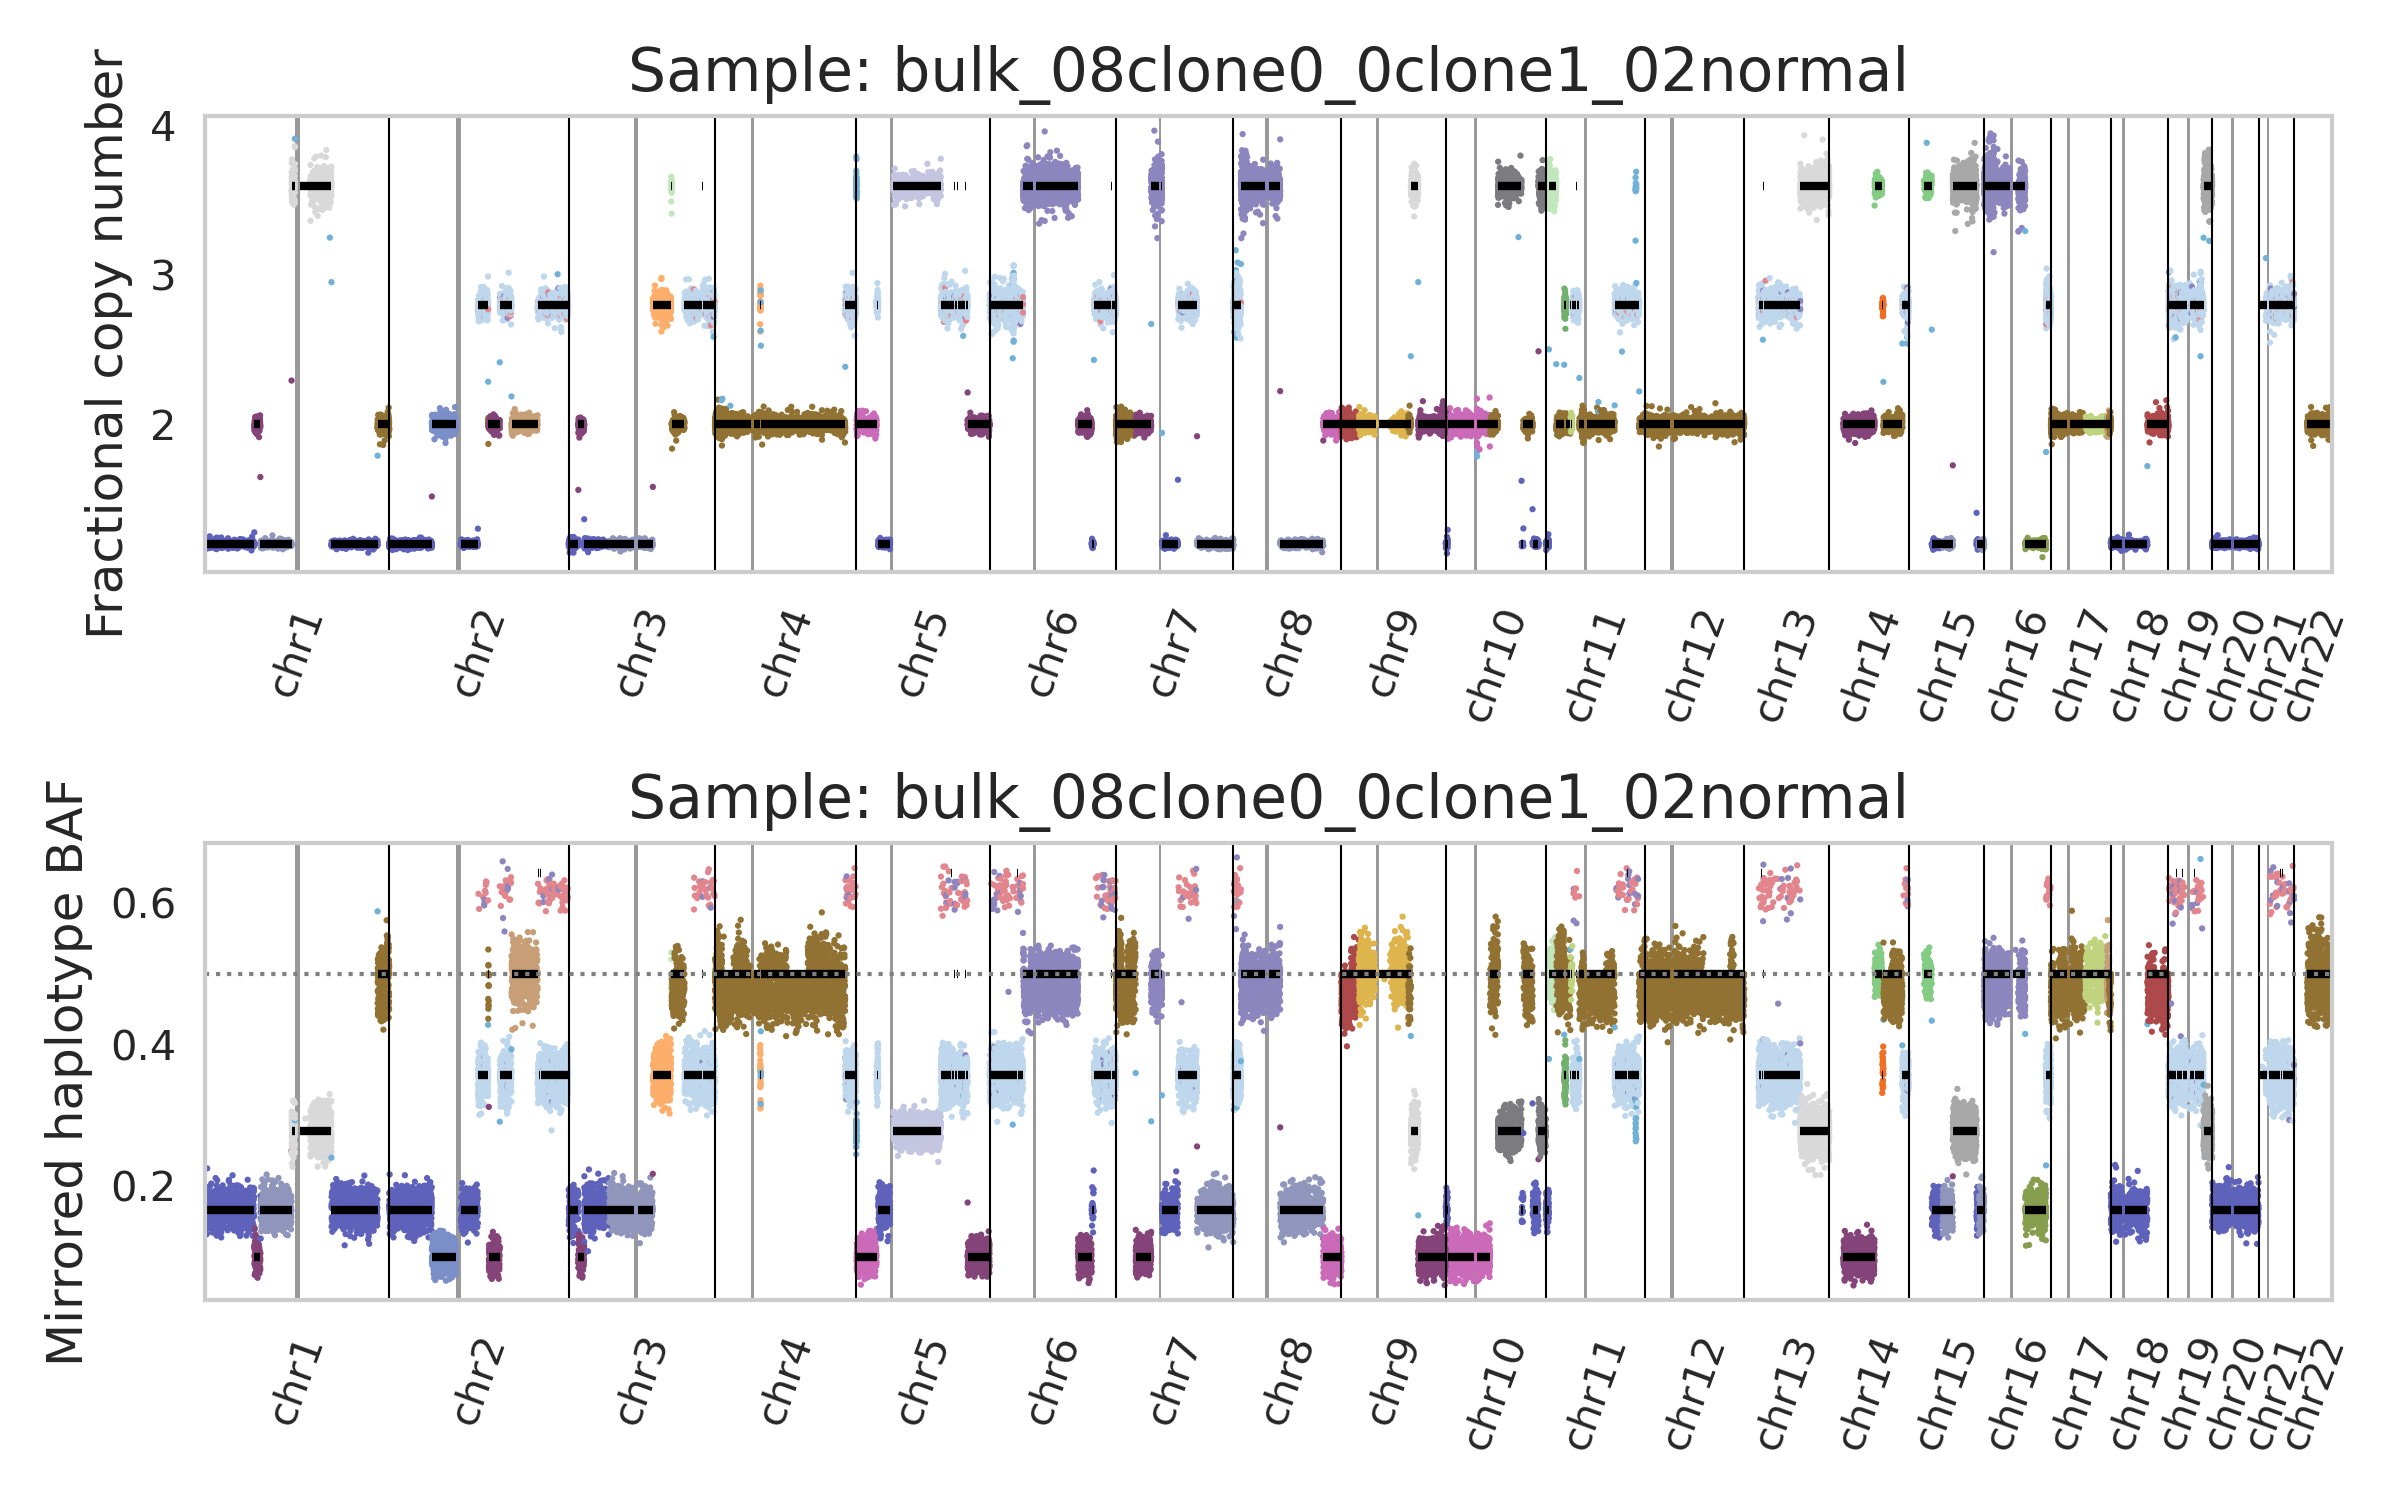 Sample: bulk_08clone0_0clone1_02normal
Fractional copy number
4
3
2
chr1
chr2
chr3
chr4
chr5
chr6
chr7
chr8
chr9
chr10
chr11
chr12
chr13
chr14
chr15
chr16
chr17
chr18
chr19
chr20
chr21
chr22
Sample: bulk_08clone0_0clone1_02normal
Mirrored haplotype BAF
0.6
0.4
0.2
chr1
chr2
chr3
chr4
chr5
chr6
chr7
chr8
chr9
chr10
chr11
chr12
chr13
chr14
chr15
chr16
chr17
chr18
chr19
chr20
chr21
chr22